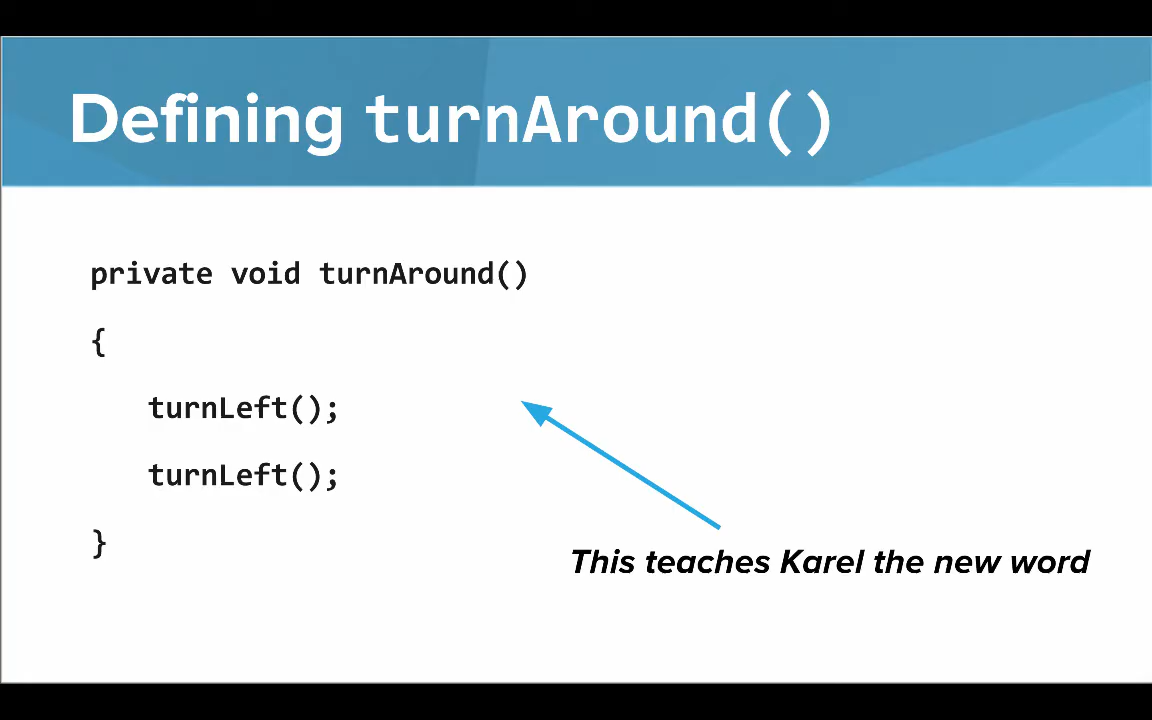 Defining turnAround()
private void turnAround()
{
turnLeft();
turnLeft();
}
This teaches Karel the new word